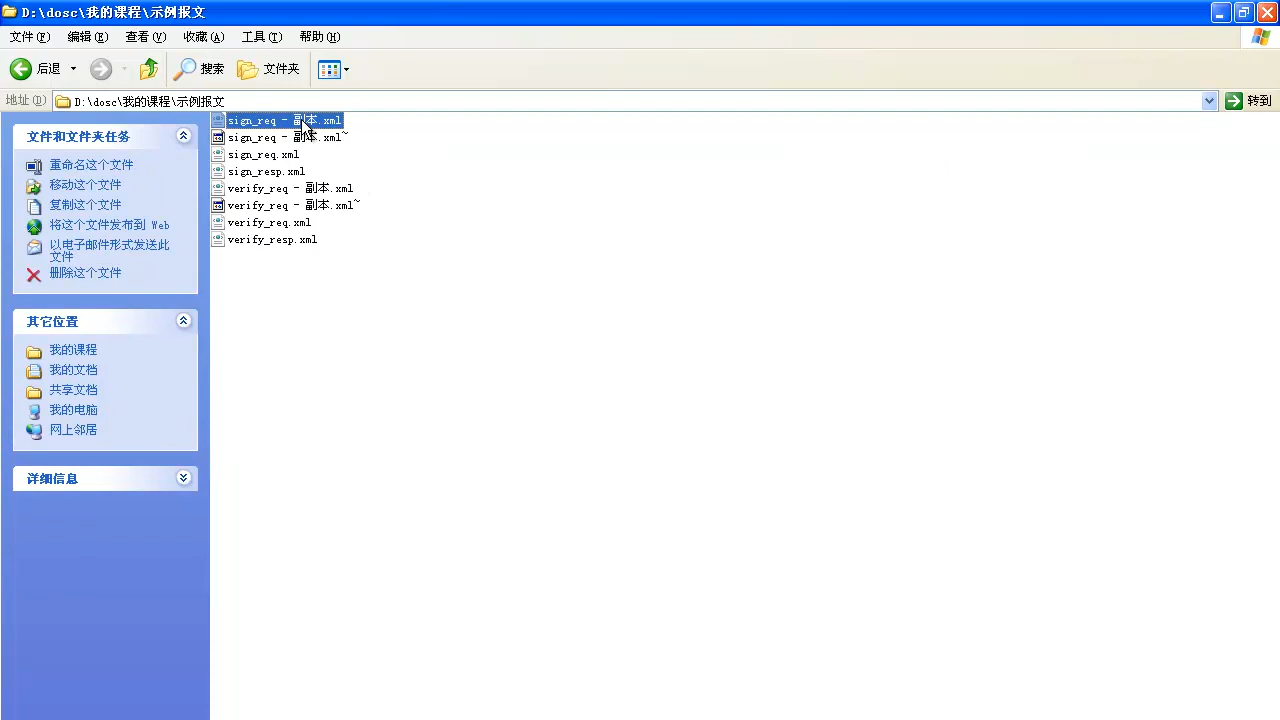 D:\dosc\我的课程\示例报文
文件(F) 编辑(E) 查看(V) 收藏(A) 工具(T) 帮助(H)
后退 搜索 文件夹
地址(D) D:\dosc\我的课程\示例报文 转到
文件和文件夹任务
重命名这个文件
移动这个文件
复制这个文件
将这个文件发布到 Web
以电子邮件形式发送此
文件
删除这个文件
其它位置
我的课程
我的文档
共享文档
我的电脑
网上邻居
详细信息
sign_req - 副本.xml
sign_req - 副本.xml~
sign_req.xml
sign_resp.xml
verify_req - 副本.xml
verify_req - 副本.xml~
verify_req.xml
verify_resp.xml